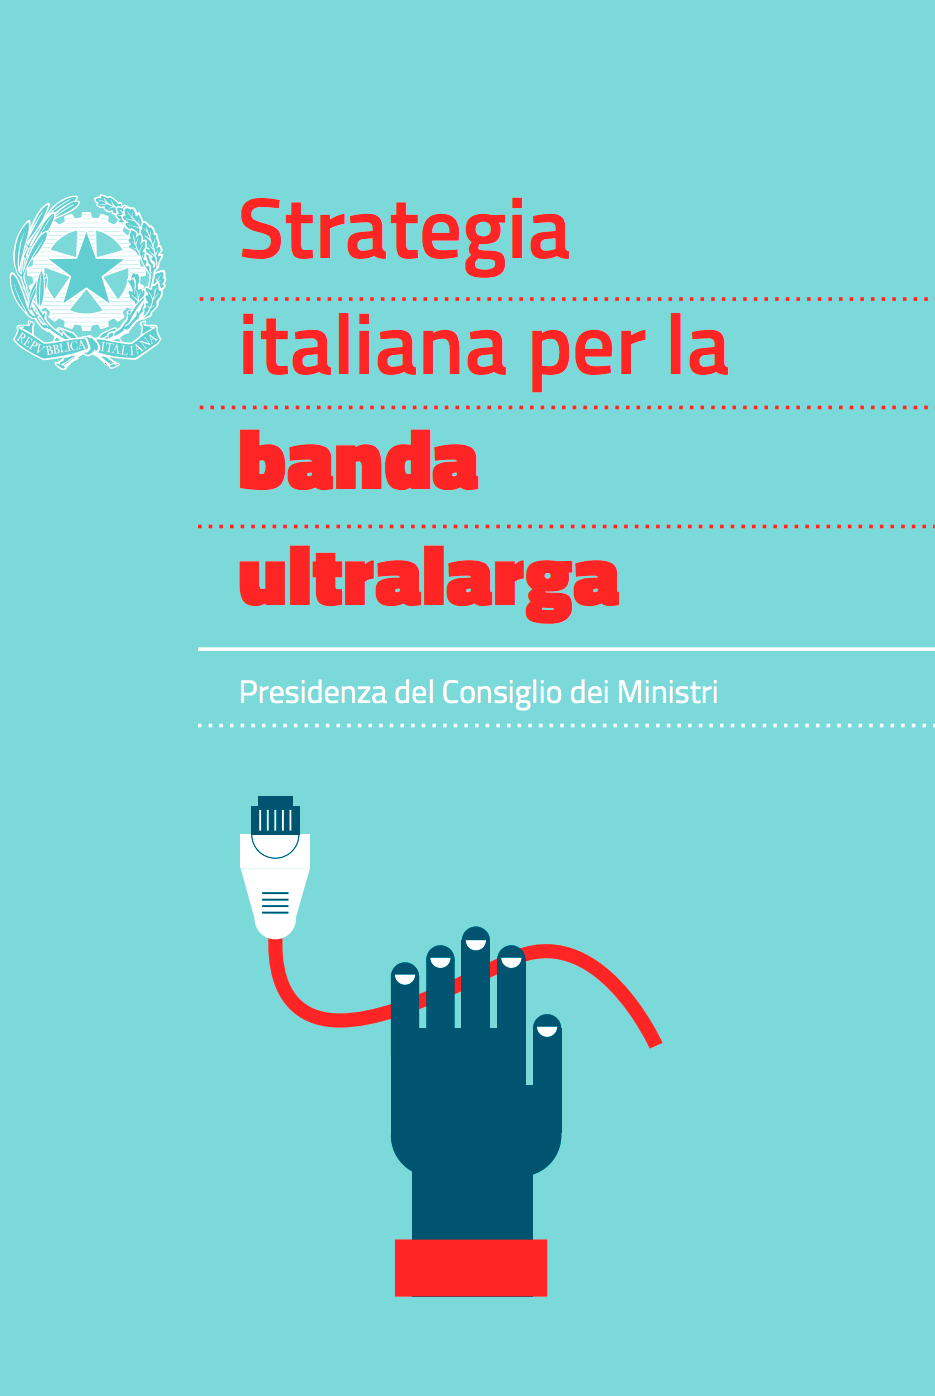 REPVBBLICA ITALIANA
Strategia
italiana per la
banda
ultralarga
Presidenza del Consiglio dei Ministri